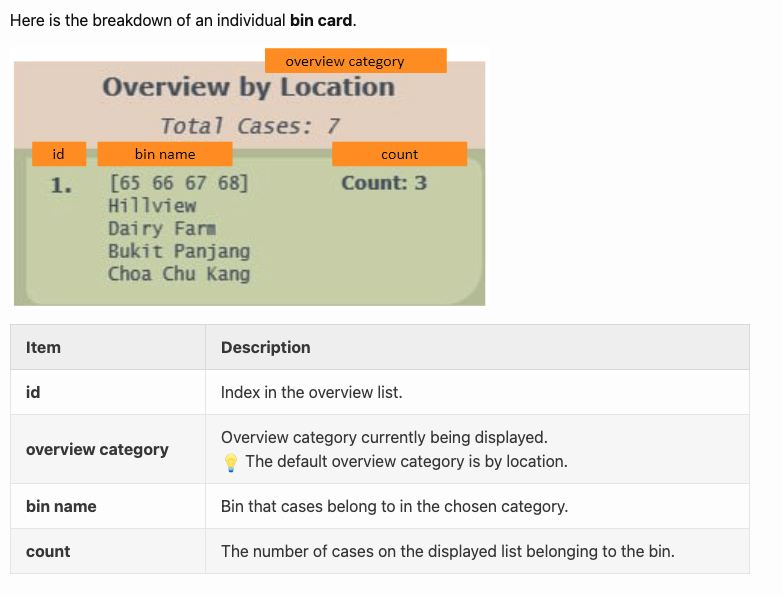 Here is the breakdown of an individual bin card.
overview category
Overview by Location
Total Cases: 7
id
bin name
count
1.
[65 66 67 68]
Count: 3
Hillview
Dairy Farm
Bukit Panjang
Choa Chu Kang
Item
Description
id
Index in the overview list.
overview category
Overview category currently being displayed.
💡 The default overview category is by location.
bin name
Bin that cases belong to in the chosen category.
count
The number of cases on the displayed list belonging to the bin.